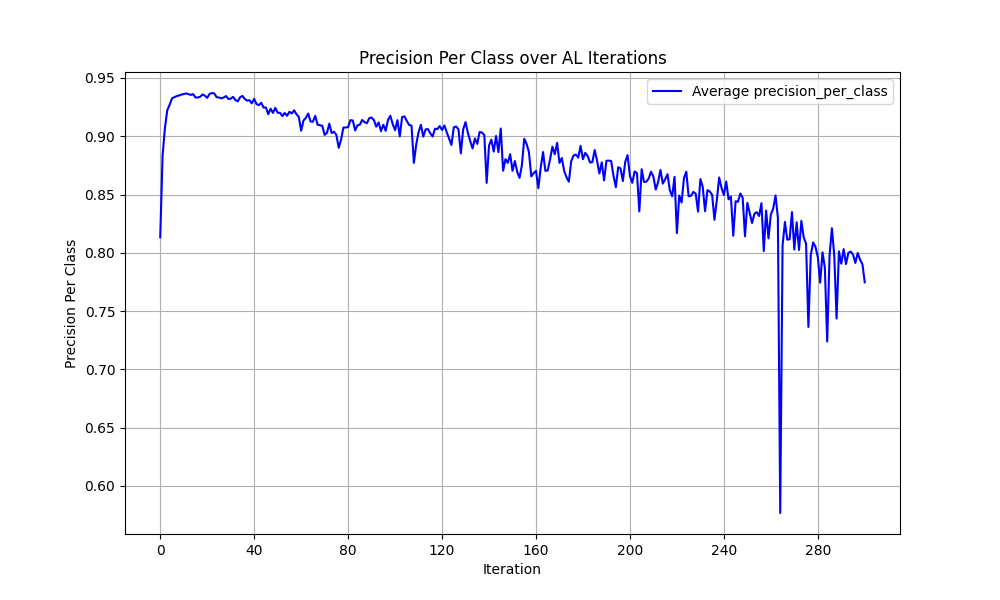 Precision Per Class over AL Iterations
Average precision_per_class
Precision Per Class
0.95
0.90
0.85
0.80
0.75
0.70
0.65
0.60
0 40 80 120 160 200 240 280
Iteration